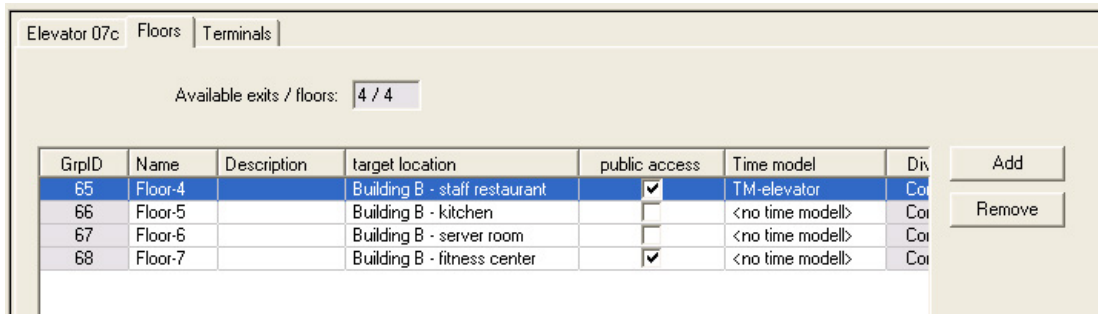 Elevator 07c Floors Terminals
Available exits / floors: 4 / 4
GrpID Name Description target location public access Time model Div Add
65 Floor-4 Building B - staff restaurant TM-elevator Cor
66 Floor-5 Building B - kitchen <no time modell> Cor Remove
67 Floor-6 Building B - server room <no time modell> Cor
68 Floor-7 Building B - fitness center <no time modell> Cor